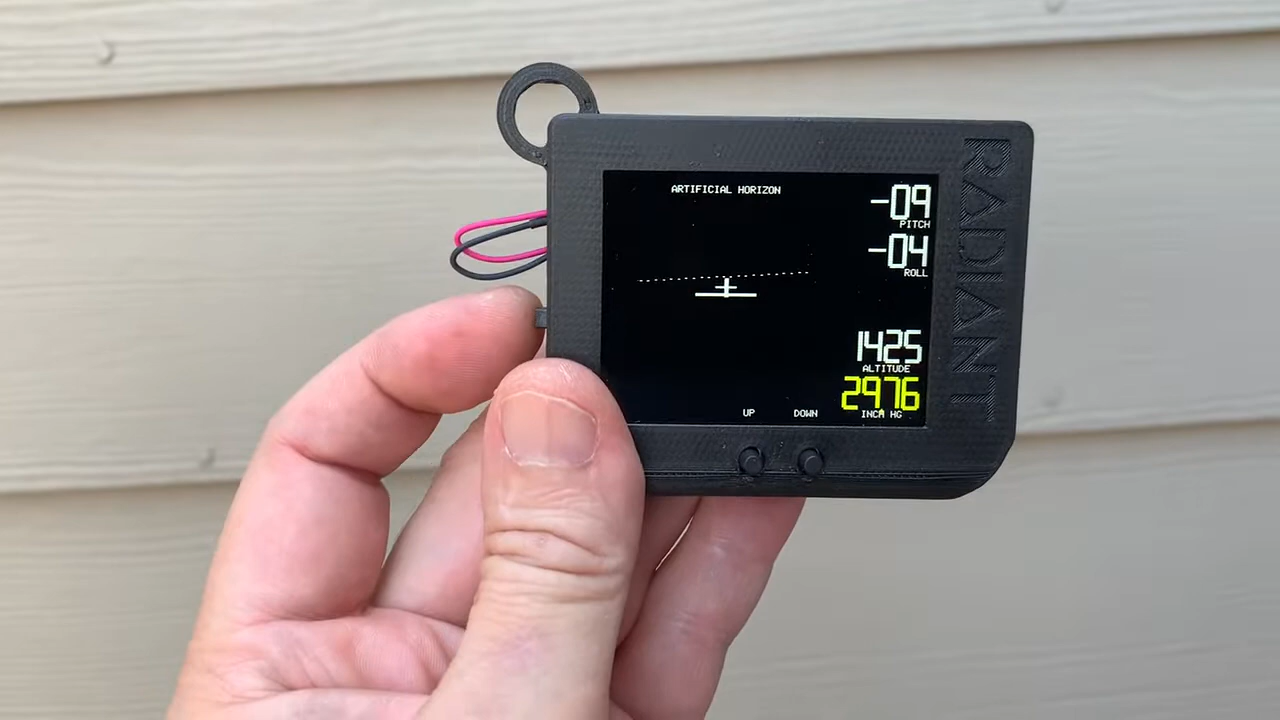 ARTIFICIAL HORIZON
-09
PITCH
-04
ROLL
1425
ALTITUDE
2976
INCH HG
UP DOWN
RADIANT